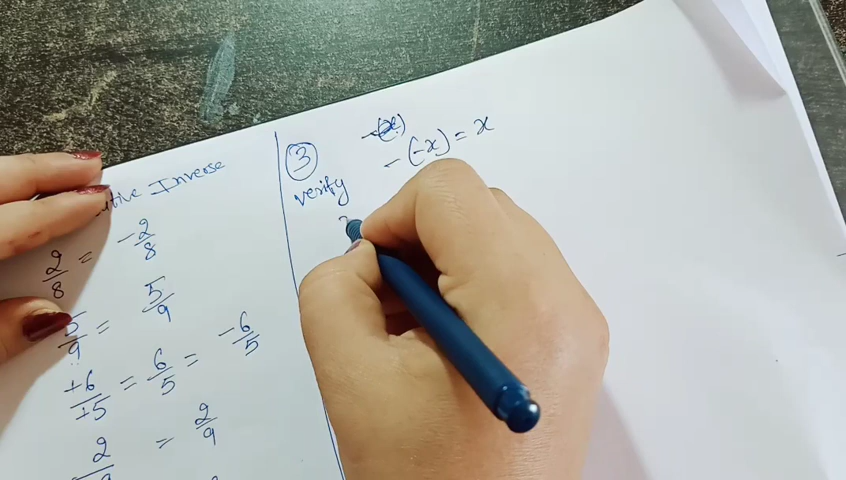 Inverse
2/8 = -2/8
5/9 = 5/9
+6/+5 = 6/5 = -6/5
2 = 2/9
3
-(-x) = x
verify